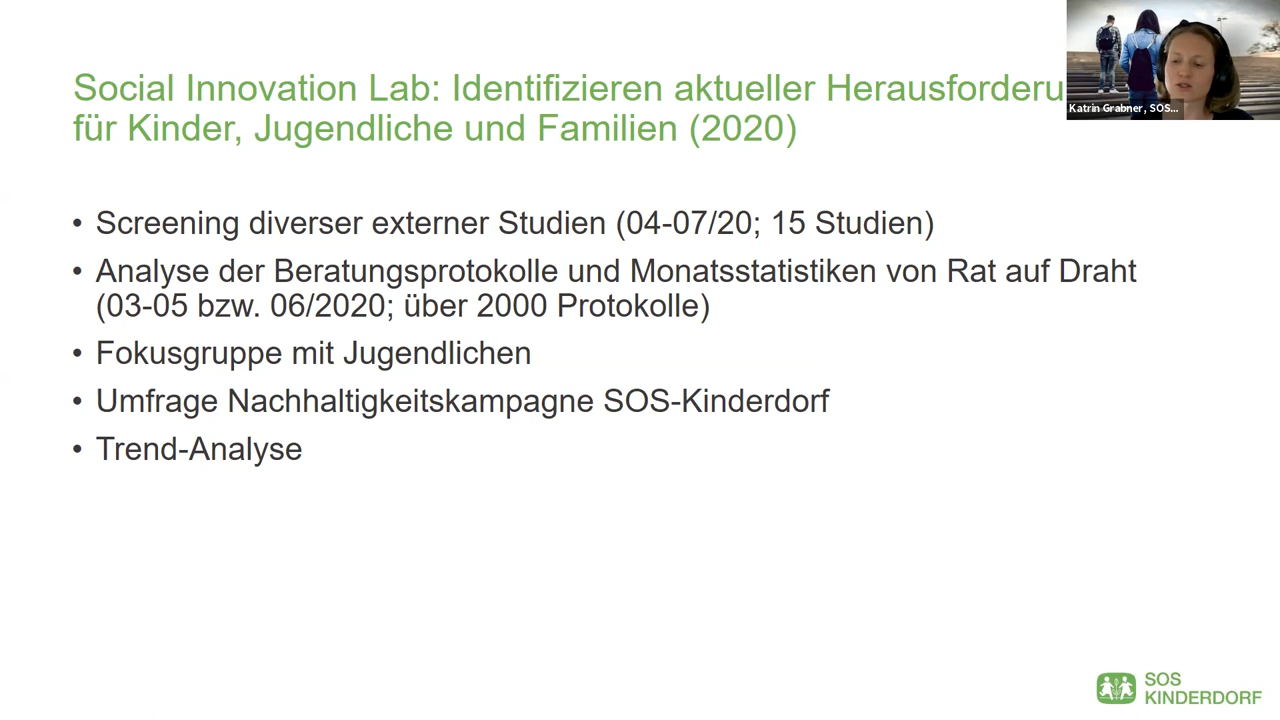 Social Innovation Lab: Identifizieren aktueller Herausforderu
für Kinder, Jugendliche und Familien (2020)
Katrin Grabner, SOS...
• Screening diverser externer Studien (04-07/20; 15 Studien)
• Analyse der Beratungsprotokolle und Monatsstatistiken von Rat auf Draht
(03-05 bzw. 06/2020; über 2000 Protokolle)
• Fokusgruppe mit Jugendlichen
• Umfrage Nachhaltigkeitskampagne SOS-Kinderdorf
• Trend-Analyse
SOS
KINDERDORF